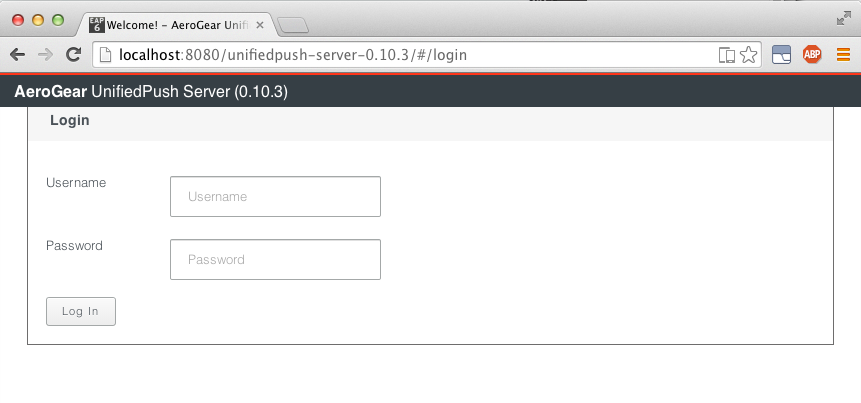 EAP 6 Welcome! – AeroGear Unifi
localhost:8080/unifiedpush-server-0.10.3/#/login
ABP
AeroGear UnifiedPush Server (0.10.3)
Login
Username
Username
Password
Password
Log In